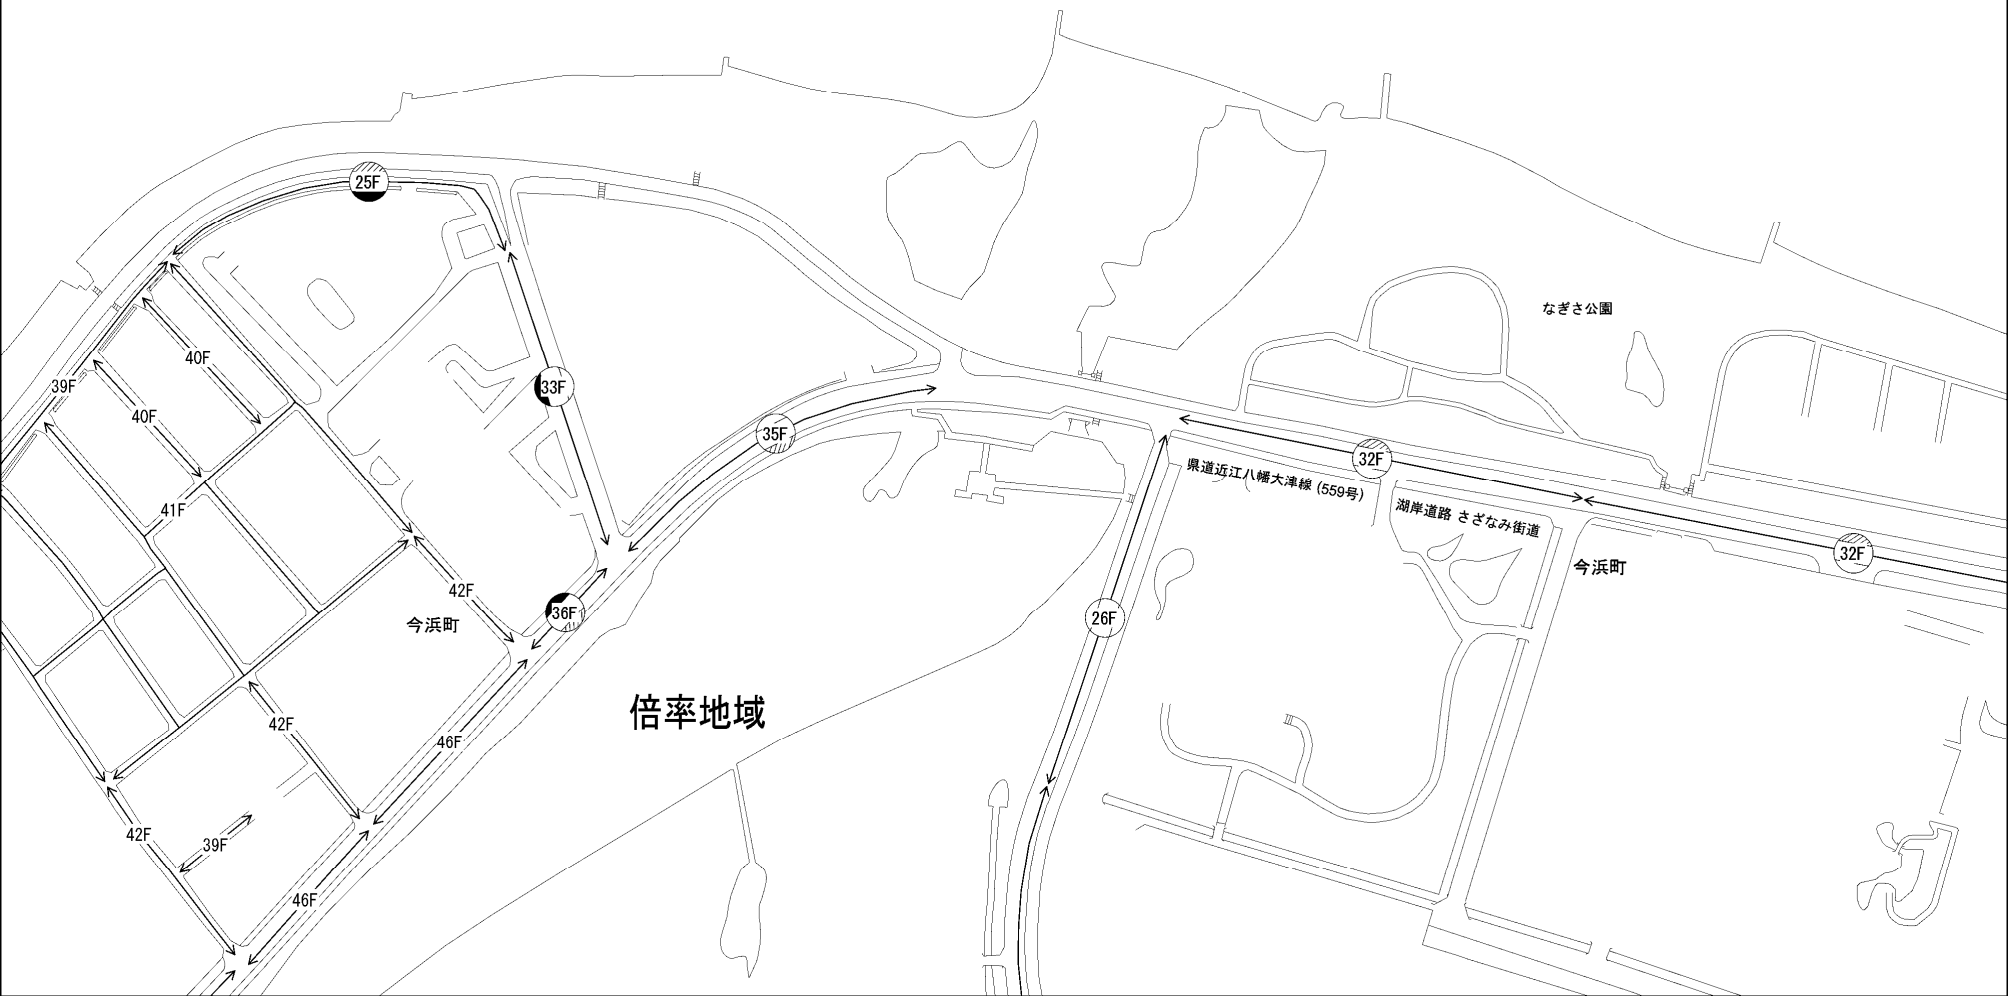 25F
なぎさ公園
40F
39F
33F
40F
35F
32F
県道近江八幡大津線 (559号)
41F
湖岸道路 さざなみ街道
32F
今浜町
42F
36F
26F
今浜町
倍率地域
42F
46F
42F
39F
46F